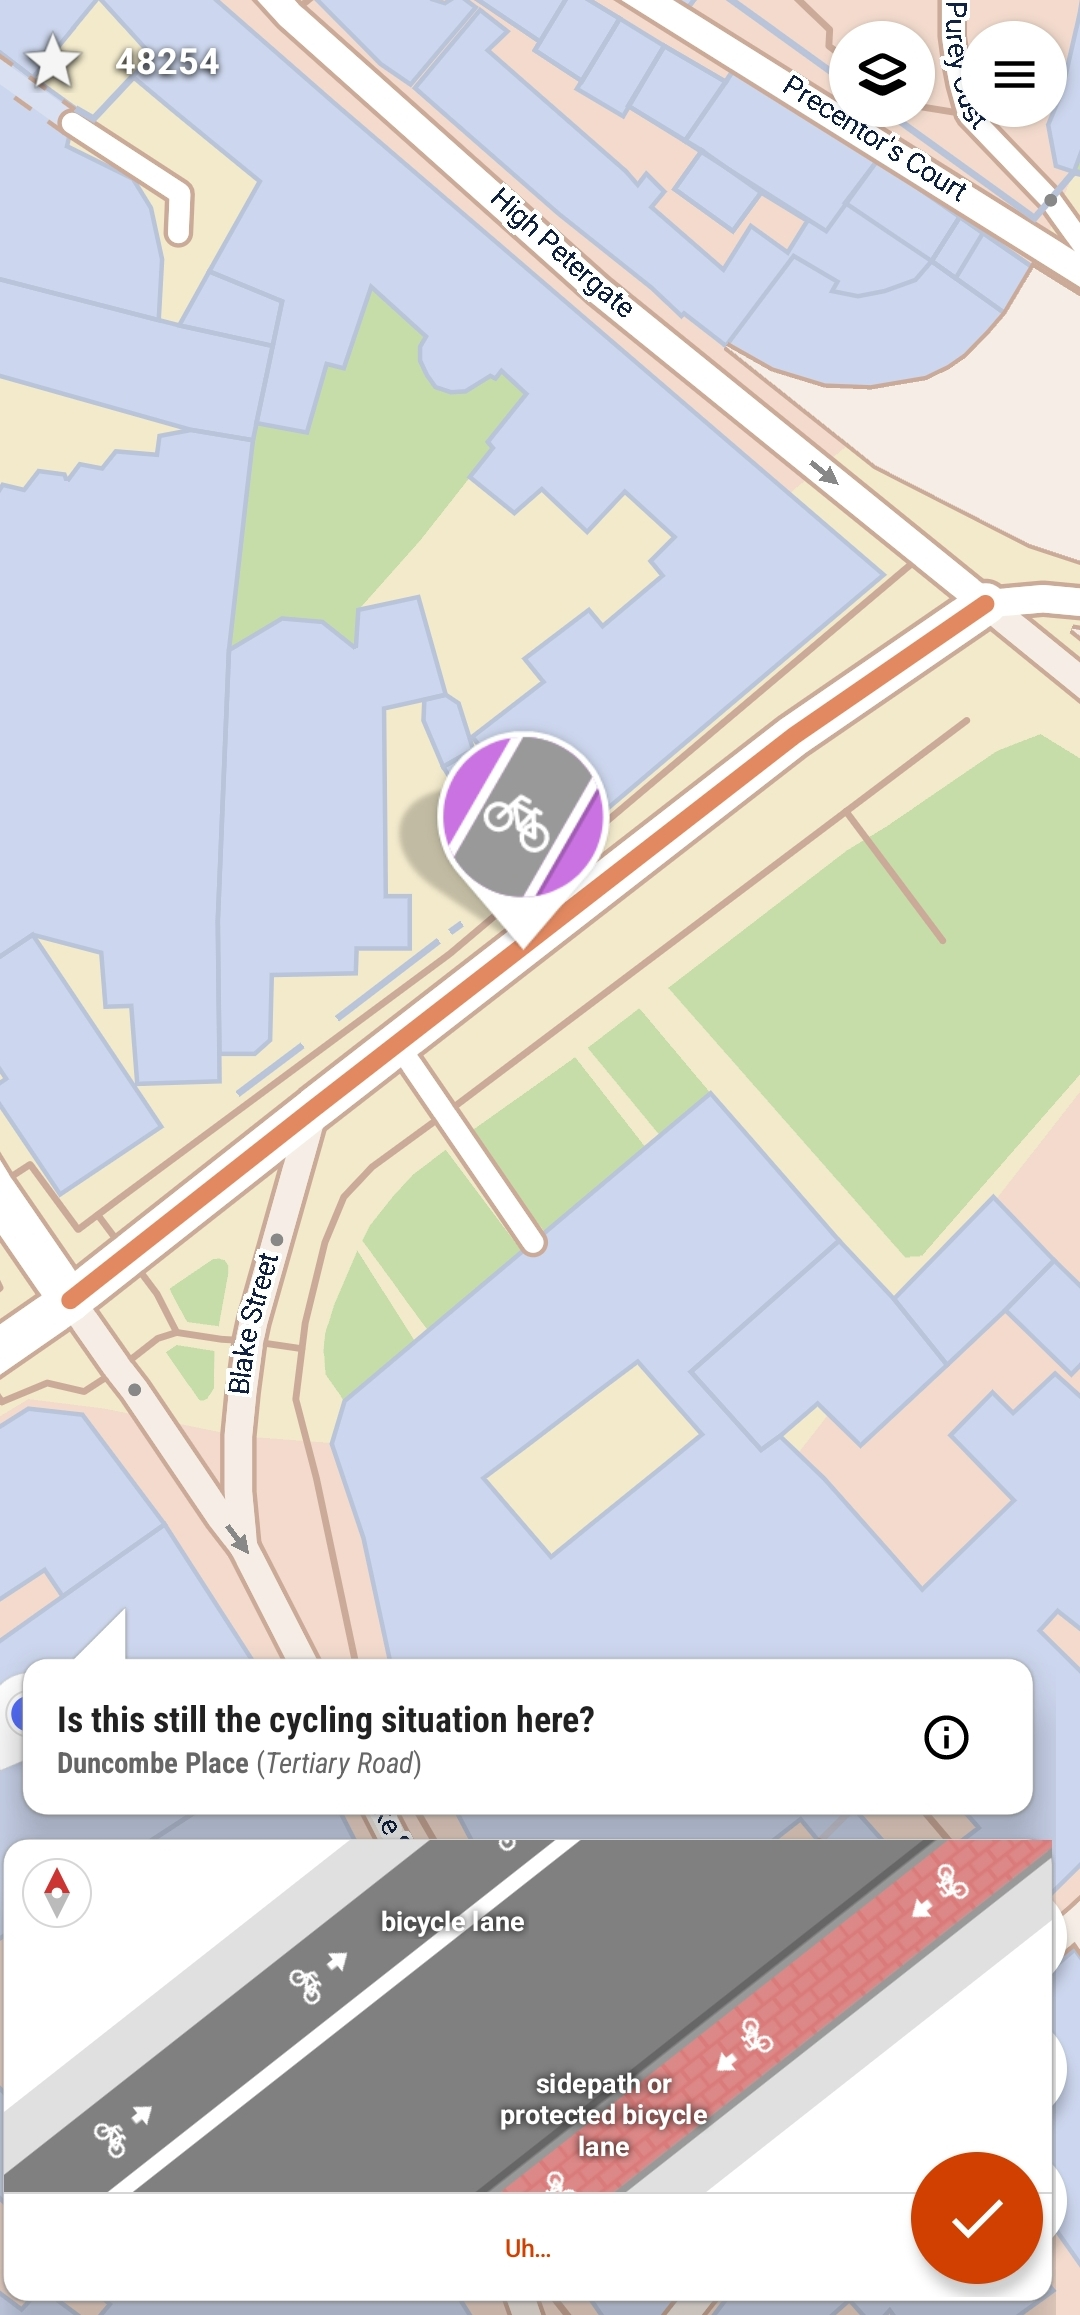 48254
Purey Cust
Precentor's Court
High Petergate
Blake Street
Is this still the cycling situation here?
Duncombe Place (Tertiary Road)
bicycle lane
sidepath or
protected bicycle
lane
Uh...